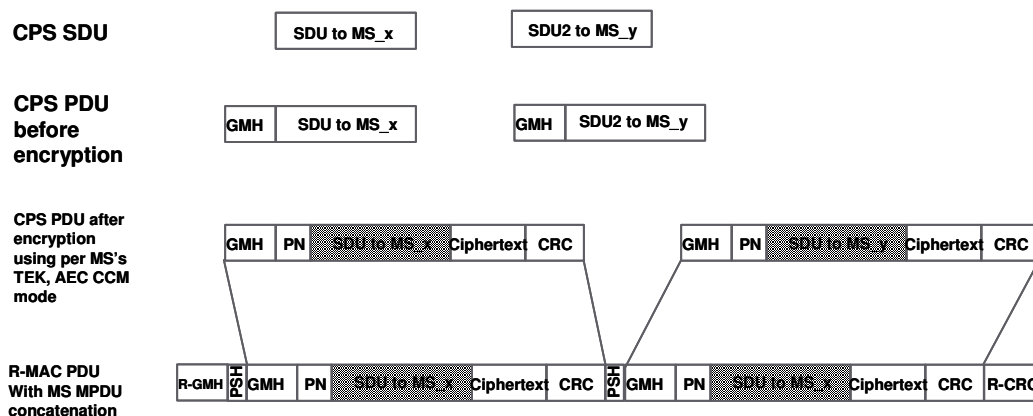 CPS SDU
SDU to MS_x
SDU2 to MS_y
CPS PDU
before
encryption
GMH
SDU to MS_x
GMH
SDU2 to MS_y
CPS PDU after
encryption
using per MS's
TEK, AEC CCM
mode
GMH
PN
SDU to MS_x
Ciphertext
CRC
GMH
PN
SDU to MS_y
Ciphertext
CRC
R-MAC PDU
With MS MPDU
concatenation
R-GMH
PSH
GMH
PN
SDU to MS_x
Ciphertext
CRC
PSH
GMH
PN
SDU to MS_x
Ciphertext
CRC
R-CRC